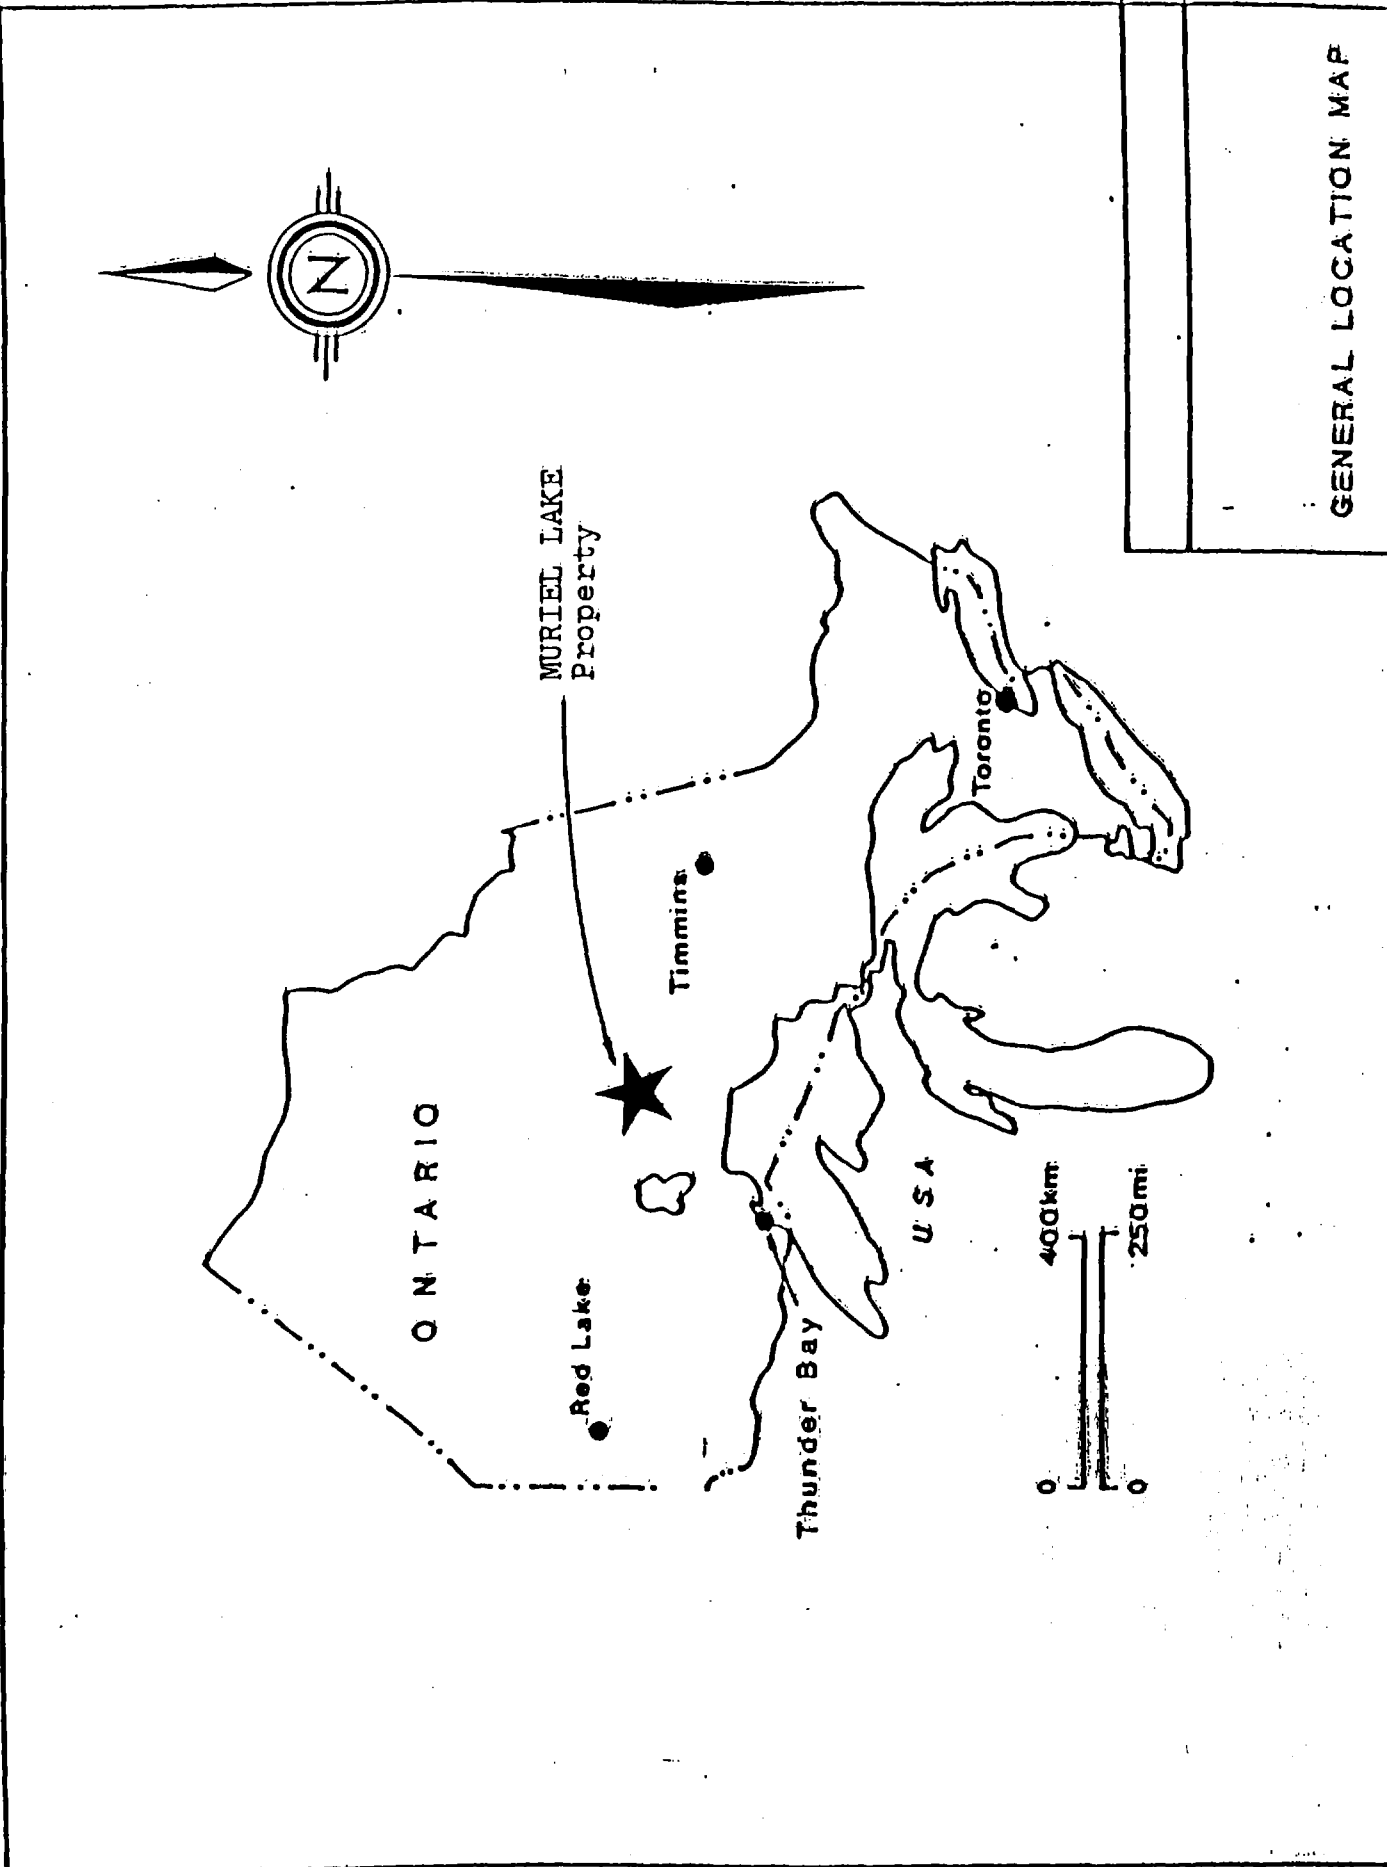 N
MURIEL LAKE
Property
ONTARIO
Red Lake
Timmins
Thunder Bay
Toronto
USA
0
400km
0
250mi
GENERAL LOCATION MAP